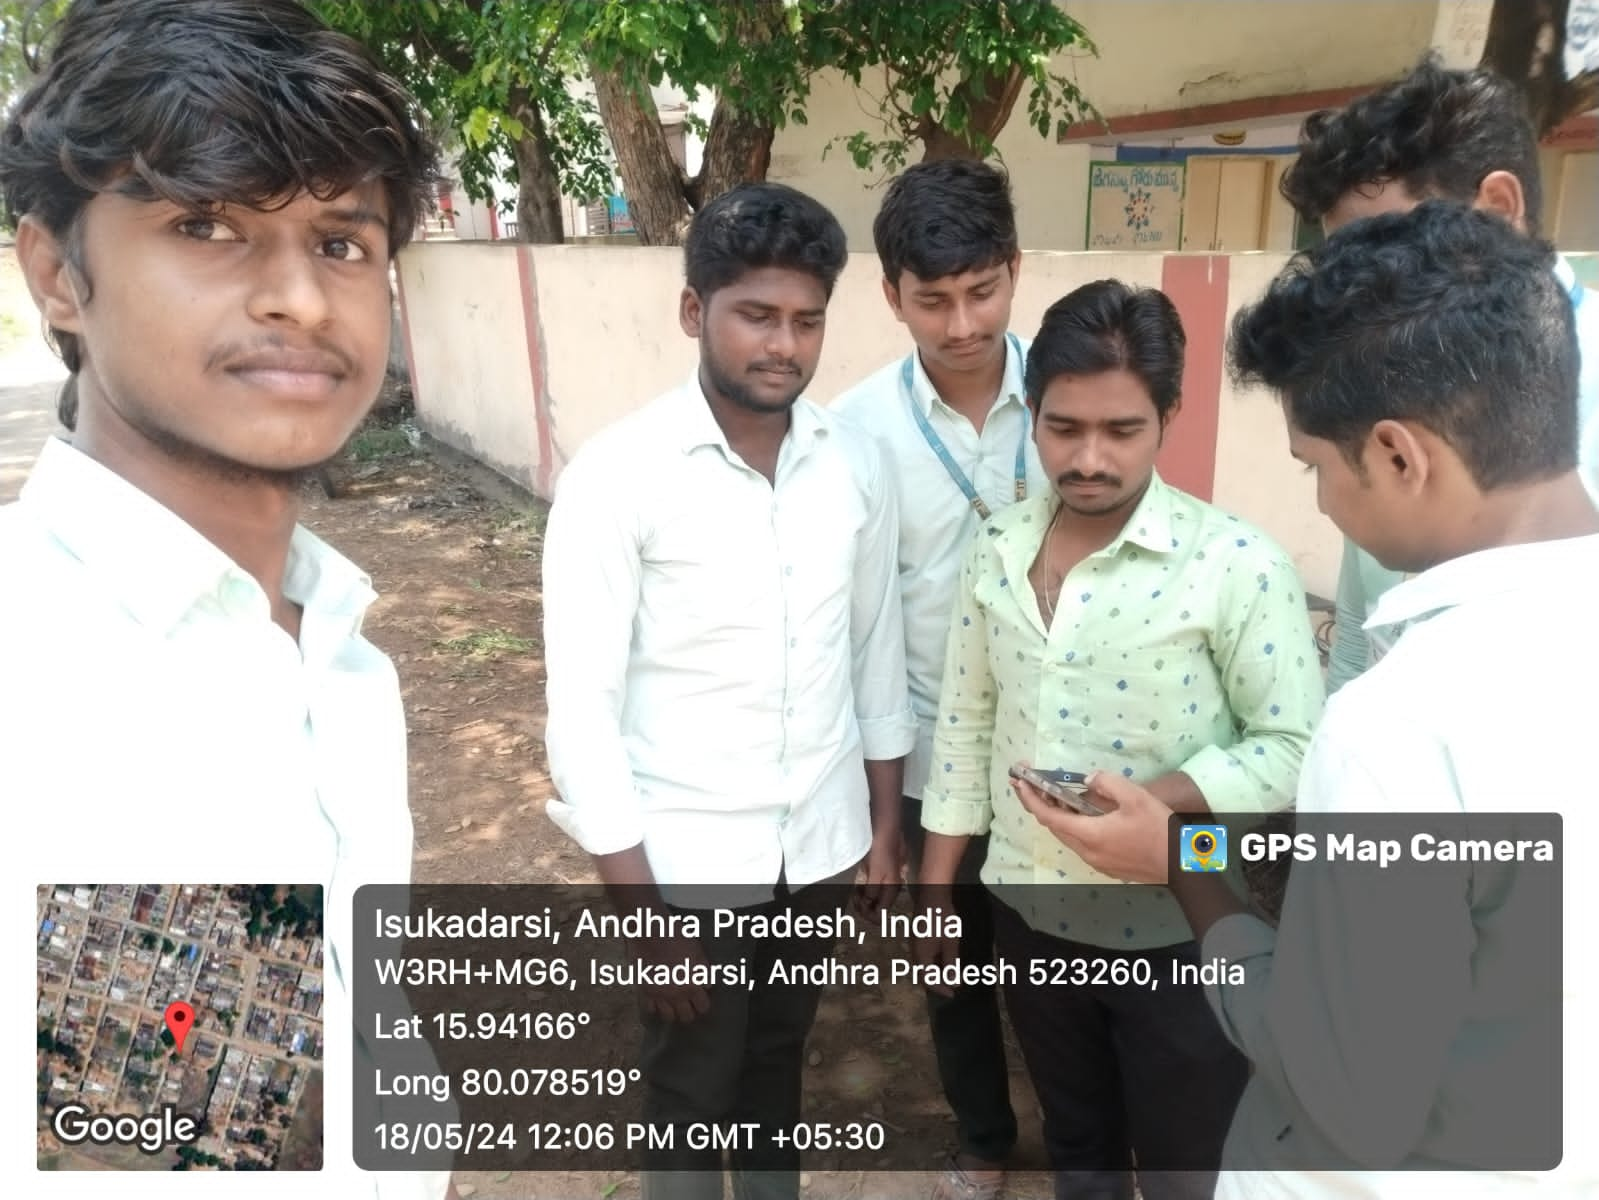 GPS Map Camera
Isukadarsi, Andhra Pradesh, India
W3RH+MG6, Isukadarsi, Andhra Pradesh 523260, India
Lat 15.94166°
Long 80.078519°
18/05/24 12:06 PM GMT +05:30
Google